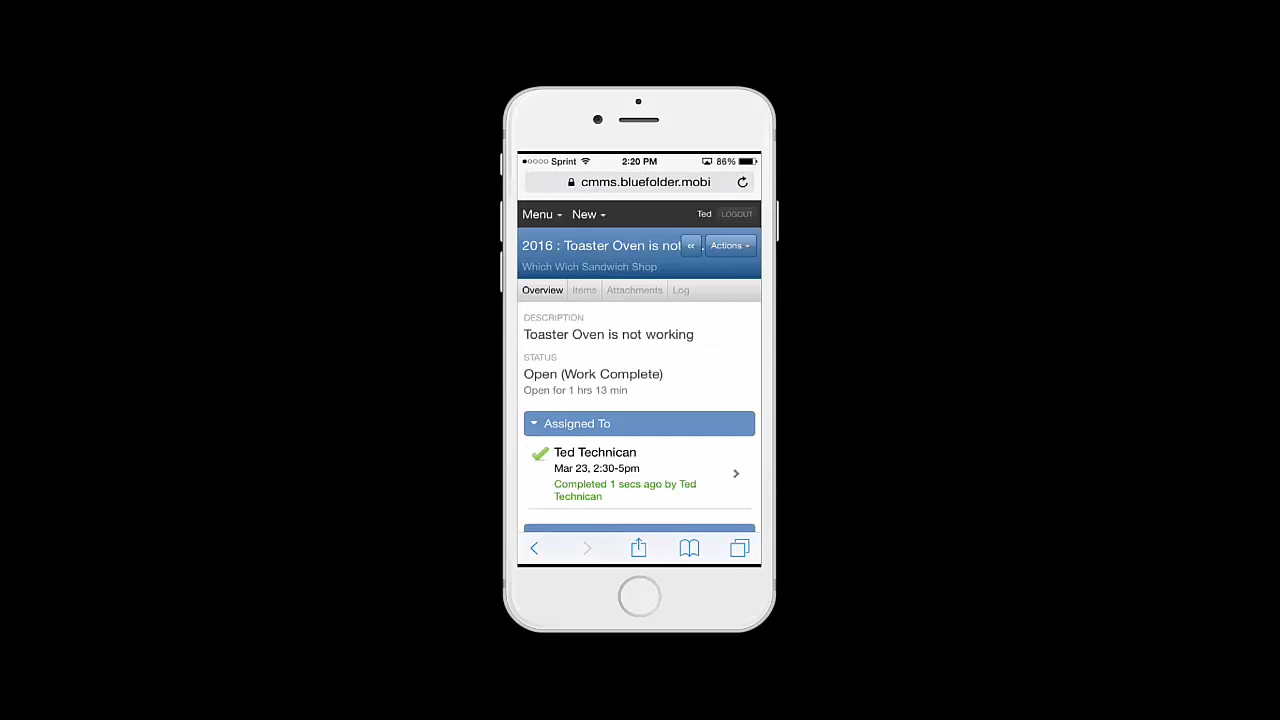 Sprint 2:20 PM 86%
cmms.bluefolder.mobi
Menu New Ted LOGOUT
2016 : Toaster Oven is not « . Actions
Which Wich Sandwich Shop
Overview Items Attachments Log
DESCRIPTION
Toaster Oven is not working
STATUS
Open (Work Complete)
Open for 1 hrs 13 min
Assigned To
Ted Technican
Mar 23, 2:30-5pm
Completed 1 secs ago by Ted
Technican